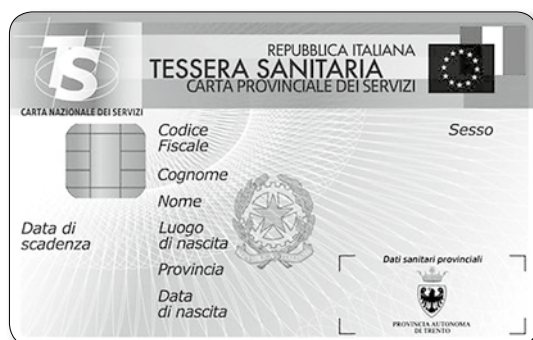 TS
REPUBBLICA ITALIANA
TESSERA SANITARIA
CARTA PROVINCIALE DEI SERVIZI
CARTA NAZIONALE DEI SERVIZI
Codice
Fiscale
Sesso
Cognome
Nome
Data di
scadenza
Luogo
di nascita
Provincia
Data
di nascita
Dati sanitari provinciali
PROVINCIA AUTONOMA
DI TRENTO